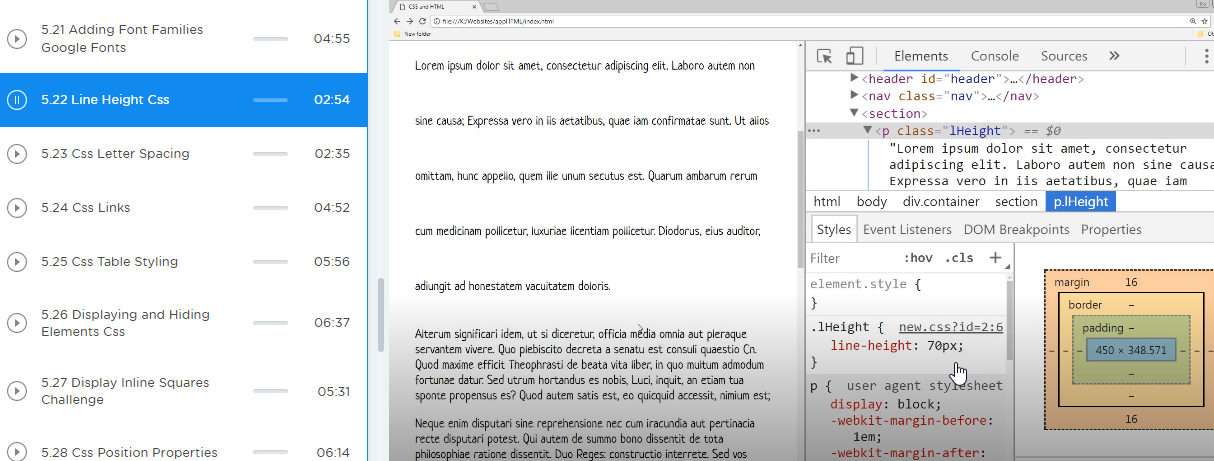 5.21 Adding Font Families
Google Fonts
04:55
5.22 Line Height Css
02:54
5.23 Css Letter Spacing
02:35
5.24 Css Links
04:52
5.25 Css Table Styling
05:56
5.26 Displaying and Hiding
Elements Css
06:37
5.27 Display Inline Squares
Challenge
05:31
5.28 Css Position Properties
06:14
CSS and HTML
file:///K:/Websites/appHTML/index.html
New folder
Lorem ipsum dolor sit amet, consectetur adipiscing elit. Laboro autem non
sine causa; Expressa vero in iis aetatibus, quae iam confirmatae sunt. Ut alios
omittam, hunc appello, quem ille unum secutus est. Quarum ambarum rerum
cum medicinam pollicetur, luxuriae licentiam pollicetur. Diodorus, eius auditor,
adiungit ad honestatem vacuitatem doloris.
Alterum significari idem, ut si diceretur, officia media omnia aut pleraque
servantem vivere. Quo plebiscito decreta a senatu est consuli quaestio Cn.
Quod maxime efficit Theophrasti de beata vita liber, in quo multum admodum
fortunae datur. Sed utrum hortandus es nobis, Luci, inquit, an etiam tua
sponte propensus es? Quod autem satis est, eo quicquid accessit, nimium est;
Neque enim disputari sine reprehensione nec cum iracundia aut pertinacia
recte disputari potest. Qui autem de summo bono dissentit de tota
philosophiae ratione dissentit. Duo Reges: constructio interrete. Sed vos
Elements Console Sources »
<header id="header">…</header>
<nav class="nav">…</nav>
<section>
<p class="lHeight"> == $0
"Lorem ipsum dolor sit amet, consectetur
adipiscing elit. Laboro autem non sine causa
Expressa vero in iis aetatibus, quae iam
html body div.container section p.lHeight
Styles Event Listeners DOM Breakpoints Properties
Filter :hov .cls +
element.style {
}
.lHeight { new.css?id=2:6
line-height: 70px;
}
p { user agent stylesheet
display: block;
-webkit-margin-before:
1em;
-webkit-margin-after:
margin 16
border –
padding –
– – – 450 × 348.571 – – –
–
–
16